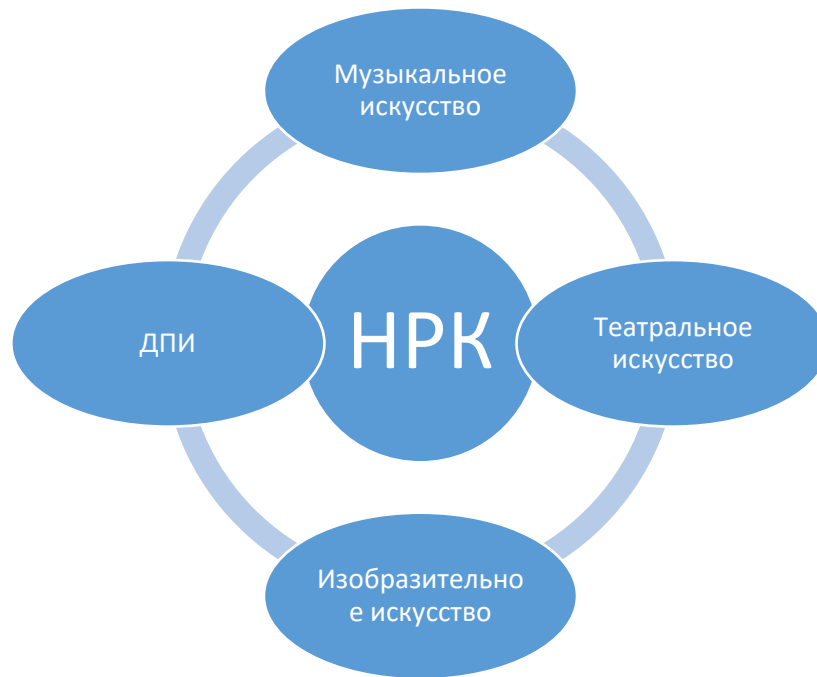 Музыкальное
искусство
ДПИ
НРК
Театральное
искусство
Изобразительно
е искусство